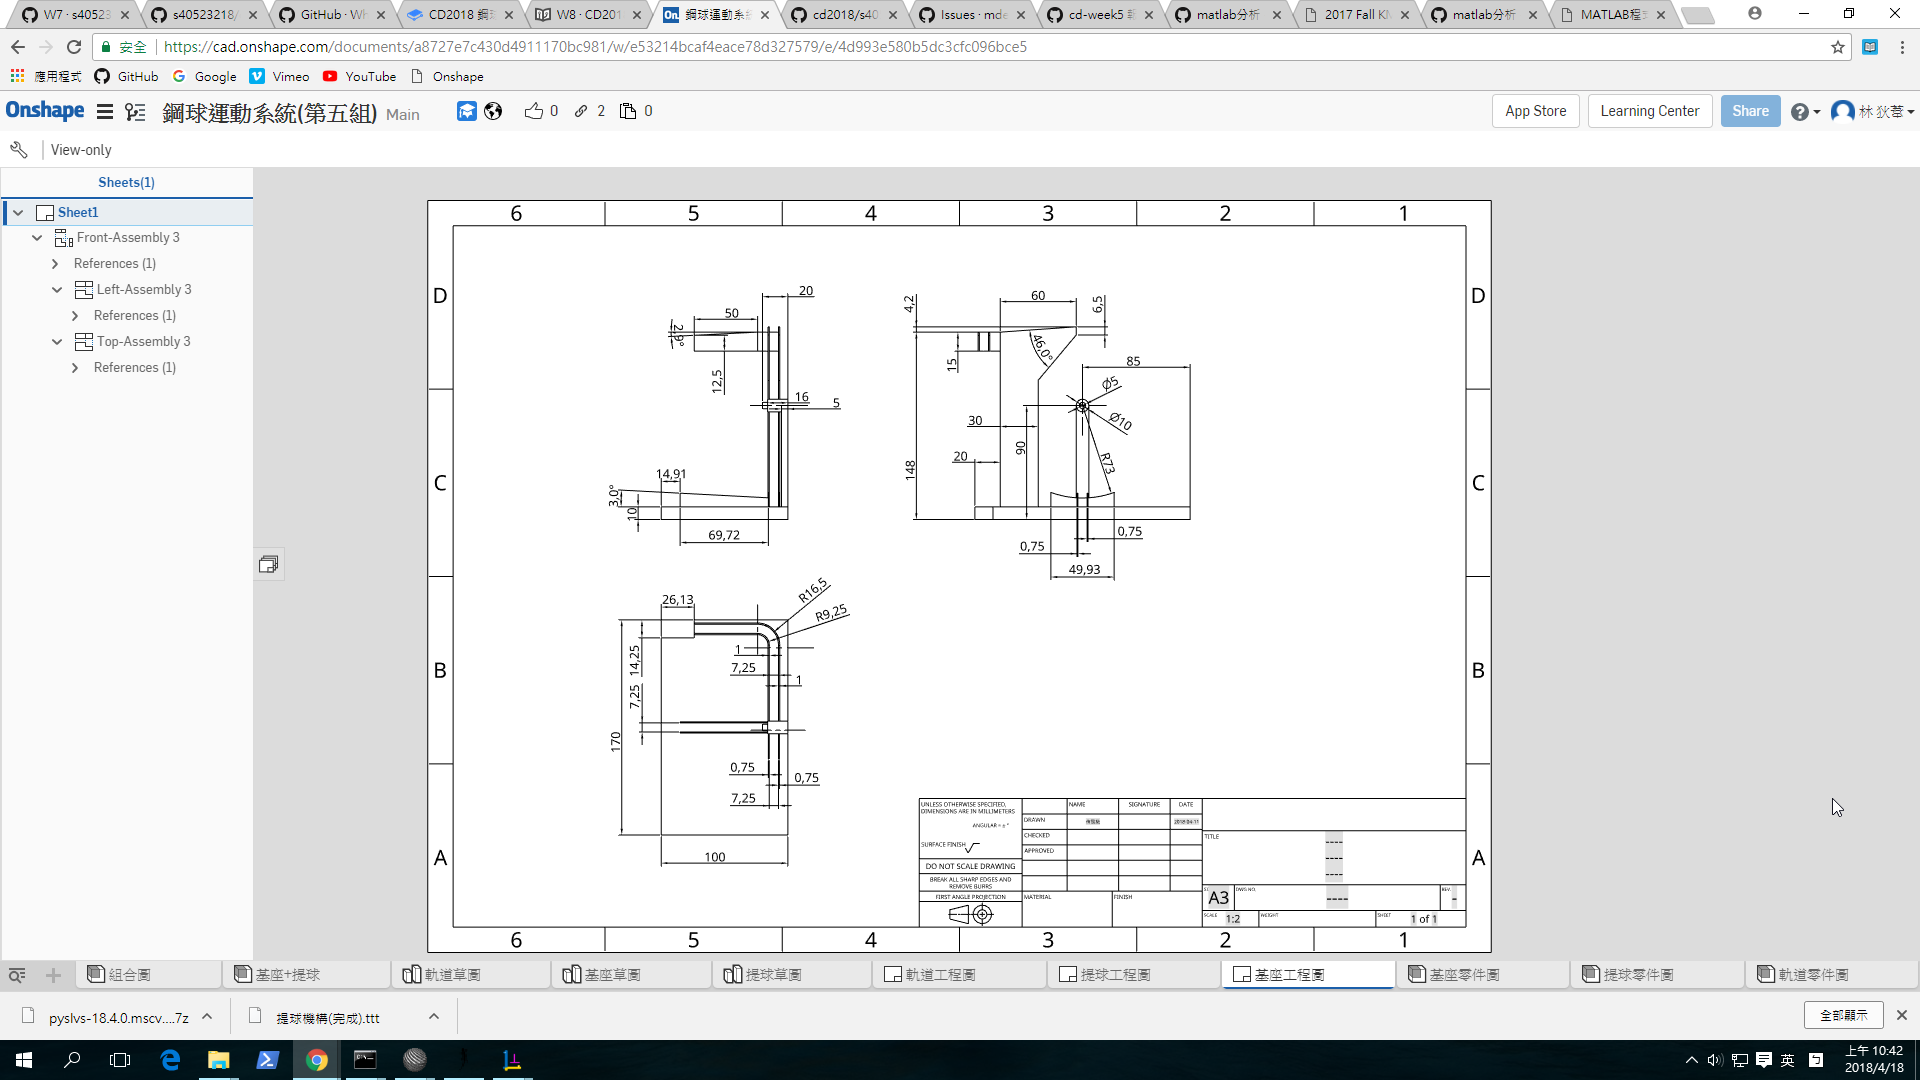 W7 · s40523
s40523218/
GitHub · Wh
CD2018 鋼
W8 · CD201
鋼球運動系統
cd2018/s40
Issues · mde
cd-week5 報
matlab分析
2017 Fall KM
matlab分析
MATLAB程式
安全 https://cad.onshape.com/documents/a8727e7c430d4911170bc981/w/e53214bcaf4eace78d327579/e/4d993e580b5dc3cfc096bce5
應用程式 GitHub Google Vimeo YouTube Onshape
Onshape 鋼球運動系統(第五組) Main 0 2 0 App Store Learning Center Share 林 狄葦
View-only
Sheets(1)
Sheet1
Front-Assembly 3
References (1)
Left-Assembly 3
References (1)
Top-Assembly 3
References (1)
6 5 4 3 2 1
D
C
B
A
20
50
2,9°
12,5
16
5
14,91
3,0°
10
69,72
4,2
60
6,5
15
46,0°
85
Ø5
Ø10
30
90
R73
20
148
0,75
0,75
49,93
26,13
R16,5
R9,25
14,25
1
7,25
1
7,25
170
0,75
0,75
7,25
100
D
C
B
A
UNLESS OTHERWISE SPECIFIED,
DIMENSIONS ARE IN MILLIMETERS
ANGULAR = ± °
SURFACE FINISH
DO NOT SCALE DRAWING
BREAK ALL SHARP EDGES AND
REMOVE BURRS
FIRST ANGLE PROJECTION
NAME SIGNATURE DATE
DRAWN 2018-04-11
CHECKED
APPROVED
MATERIAL FINISH
TITLE
----
----
----
A3 DWG NO. ---- REV. -
SCALE 1:2 WEIGHT SHEET 1 of 1
6 5 4 3 2 1
組合圖 基座+提球 軌道草圖 基座草圖 提球草圖 軌道工程圖 提球工程圖 基座工程圖 基座零件圖 提球零件圖 軌道零件圖
pyslvs-18.4.0.mscv....7z
提球機構(完成).ttt
全部顯示
英
上午 10:42
2018/4/18